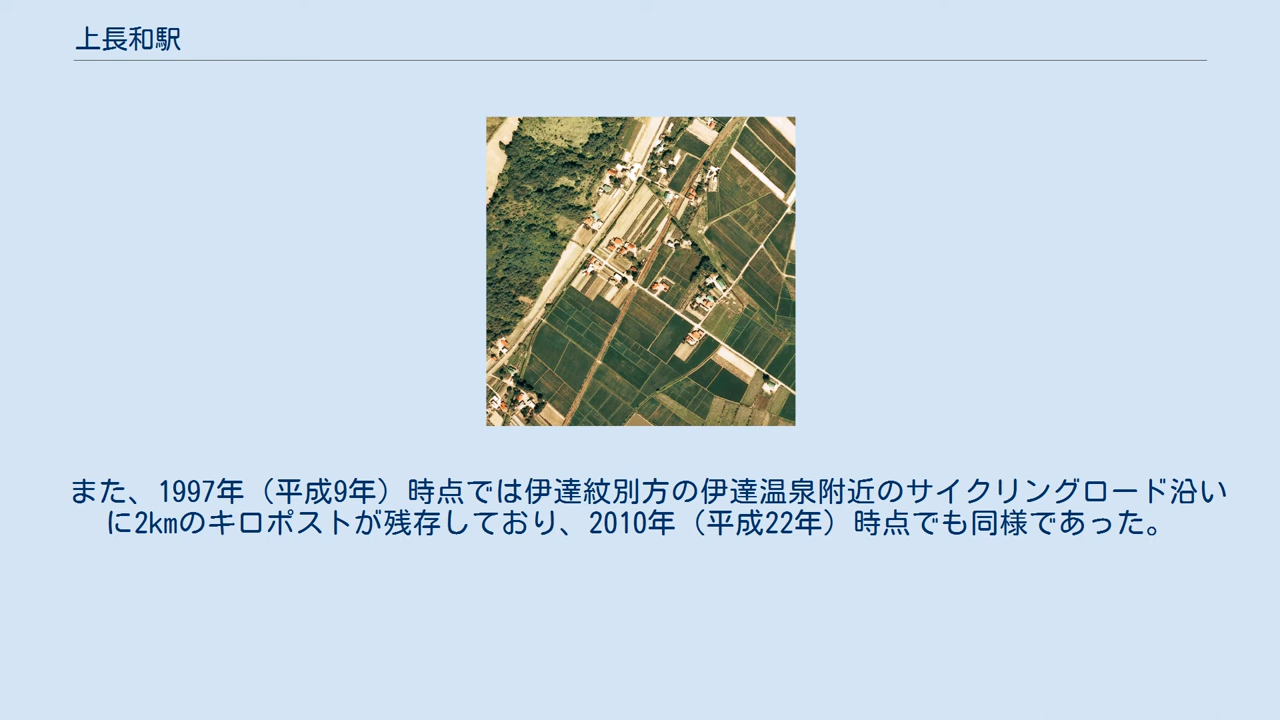 上長和駅
また、1997年（平成9年）時点では伊達紋別方の伊達温泉附近のサイクリングロード沿い
に2kmのキロポストが残存しており、2010年（平成22年）時点でも同様であった。